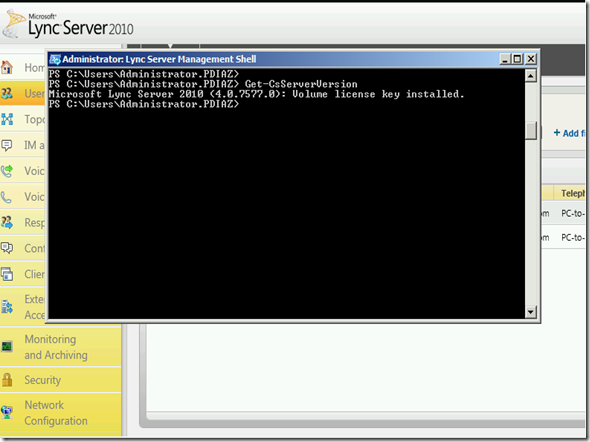 Microsoft®
Lync Server 2010
Administrator: Lync Server Management Shell
PS C:\Users\Administrator.PDIAZ>
PS C:\Users\Administrator.PDIAZ> Get-CsServerVersion
Microsoft Lync Server 2010 (4.0.7577.0): Volume license key installed.
PS C:\Users\Administrator.PDIAZ>
Hom
User
Topo
IM a
Voic
Voic
Resp
Conf
Clien
Exter
Acce
Monitoring
and Archiving
Security
Network
Configuration
+ Add fi
Teleph
om PC-to-
om PC-to-